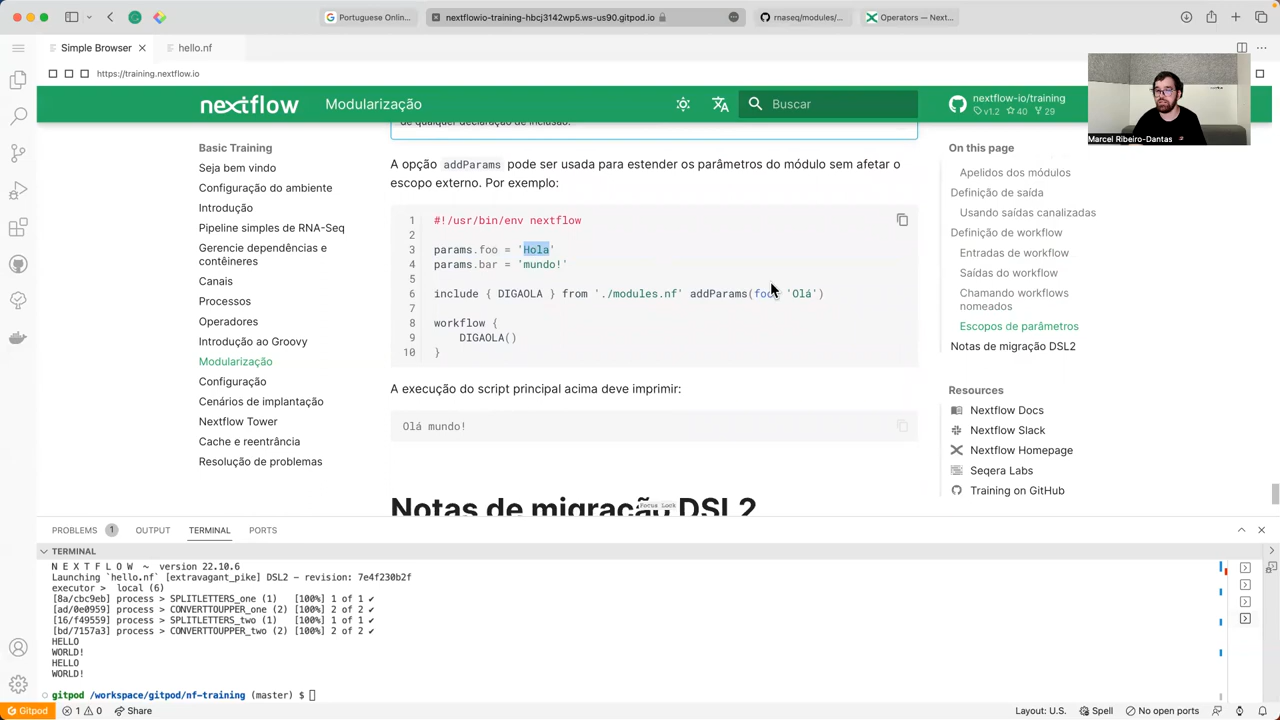 Portuguese Onlin...
nextflowio-training-hbcj3142wp5.ws-us90.gitpod.io
rnaseq/modules/...
Operators — Next...
Simple Browser
hello.nf
https://training.nextflow.io
nextflow
Modularização
Buscar
nextflow-io/training
v1.2 40 29
Marcel Ribeiro-Dantas
de qualquer declaração de inclusão.
Basic Training
Seja bem vindo
Configuração do ambiente
Introdução
Pipeline simples de RNA-Seq
Gerencie dependências e
contêineres
Canais
Processos
Operadores
Introdução ao Groovy
Modularização
Configuração
Cenários de implantação
Nextflow Tower
Cache e reentrância
Resolução de problemas
A opção addParams pode ser usada para estender os parâmetros do módulo sem afetar o
escopo externo. Por exemplo:
1 #!/usr/bin/env nextflow
2
3 params.foo = 'Hola'
4 params.bar = 'mundo!'
5
6 include { DIGAOLA } from './modules.nf' addParams(foo 'Olá')
7
8 workflow {
9 DIGAOLA()
10 }
A execução do script principal acima deve imprimir:
Olá mundo!
Notas de migração DSL2
Focus Lock
On this page
Apelidos dos módulos
Definição de saída
Usando saídas canalizadas
Definição de workflow
Entradas de workflow
Saídas do workflow
Chamando workflows
nomeados
Escopos de parâmetros
Notas de migração DSL2
Resources
Nextflow Docs
Nextflow Slack
Nextflow Homepage
Seqera Labs
Training on GitHub
PROBLEMS 1 OUTPUT TERMINAL PORTS
TERMINAL
N E X T F L O W ~ version 22.10.6
Launching `hello.nf` [extravagant_pike] DSL2 - revision: 7e4f230b2f
executor > local (6)
[8a/cbc9eb] process > SPLITLETTERS_one (1) [100%] 1 of 1 ✔
[ad/0e0959] process > CONVERTTOUPPER_one (2) [100%] 2 of 2 ✔
[16/f49559] process > SPLITLETTERS_two (1) [100%] 1 of 1 ✔
[bd/7157a3] process > CONVERTTOUPPER_two (2) [100%] 2 of 2 ✔
HELLO
WORLD!
HELLO
WORLD!
gitpod /workspace/gitpod/nf-training (master) $
Gitpod 1 0 Share Layout: U.S. Spell No open ports